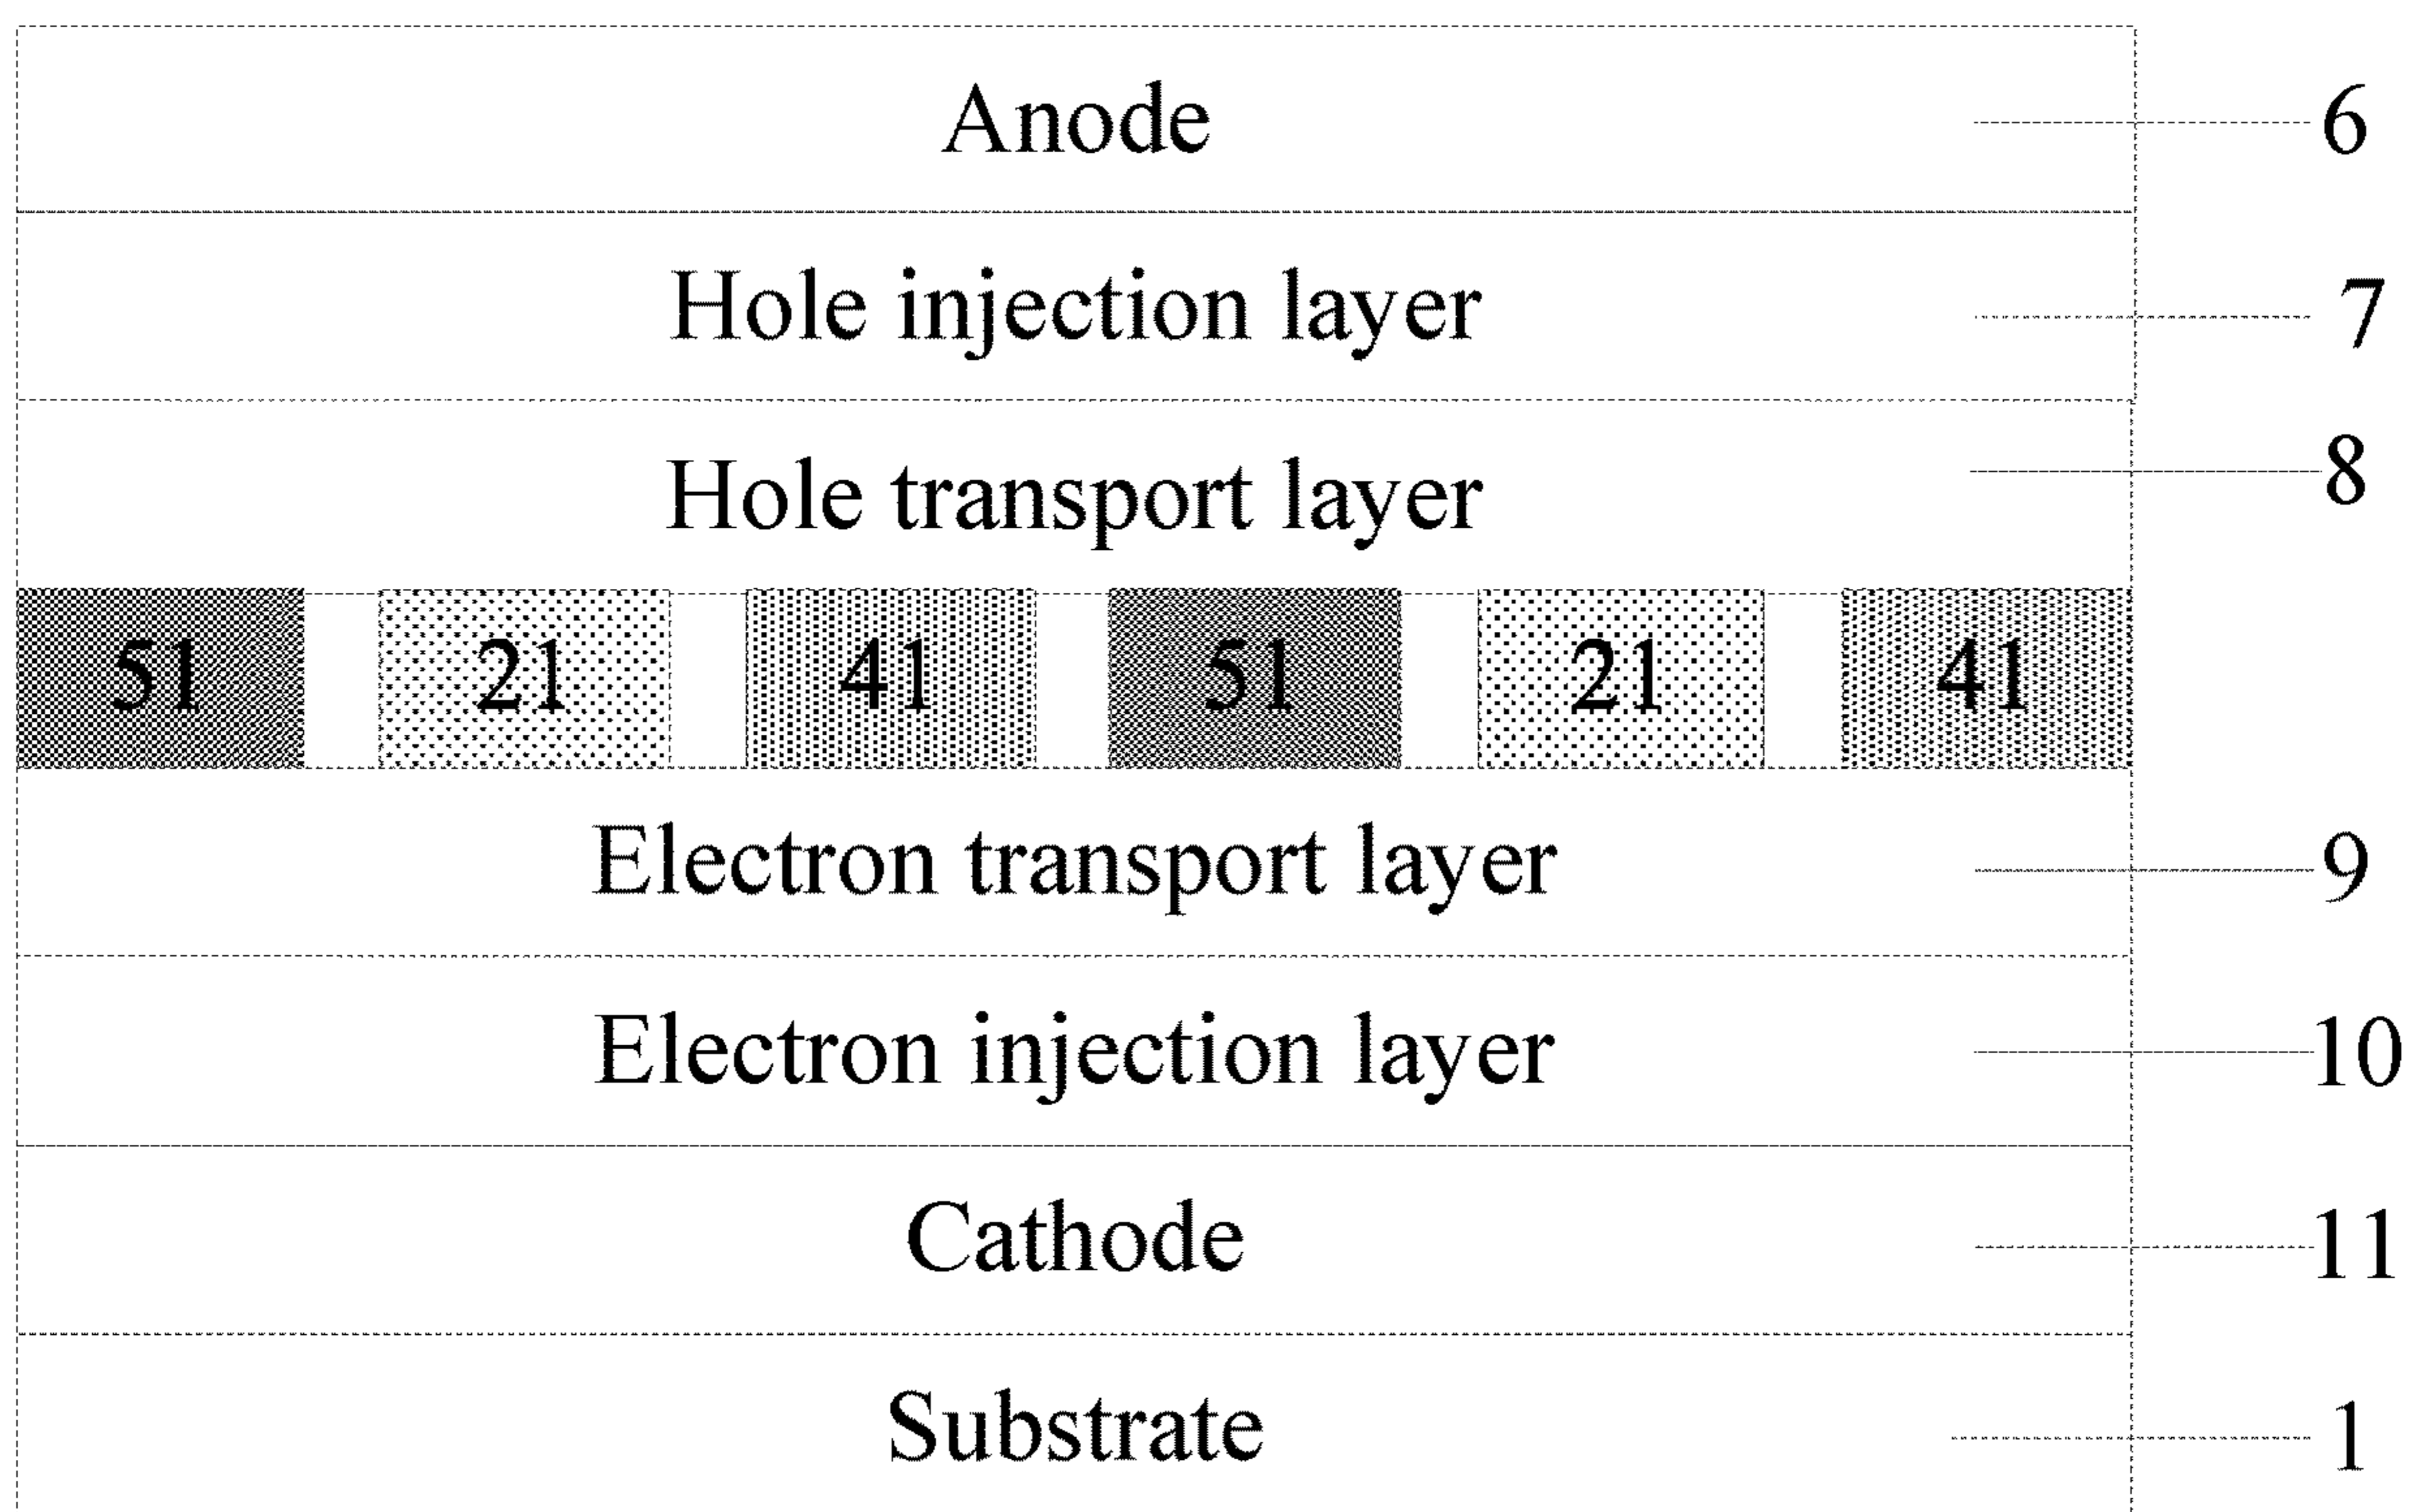 Anode 6
Hole injection layer 7
Hole transport layer 8
51 21 41 51 21 41
Electron transport layer 9
Electron injection layer 10
Cathode 11
Substrate 1